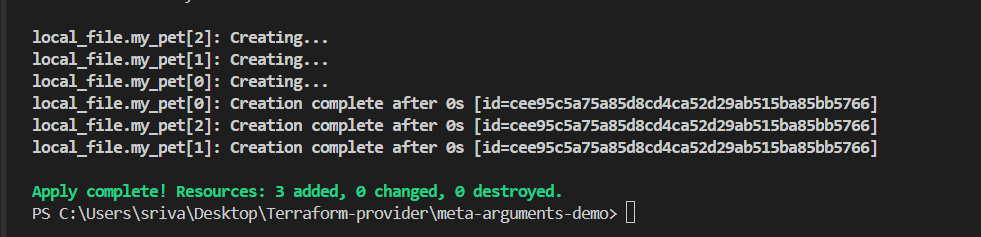 local_file.my_pet[2]: Creating...
local_file.my_pet[1]: Creating...
local_file.my_pet[0]: Creating...
local_file.my_pet[0]: Creation complete after 0s [id=cee95c5a75a85d8cd4ca52d29ab515ba85bb5766]
local_file.my_pet[2]: Creation complete after 0s [id=cee95c5a75a85d8cd4ca52d29ab515ba85bb5766]
local_file.my_pet[1]: Creation complete after 0s [id=cee95c5a75a85d8cd4ca52d29ab515ba85bb5766]
Apply complete! Resources: 3 added, 0 changed, 0 destroyed.
PS C:\Users\sriva\Desktop\Terraform-provider\meta-arguments-demo>